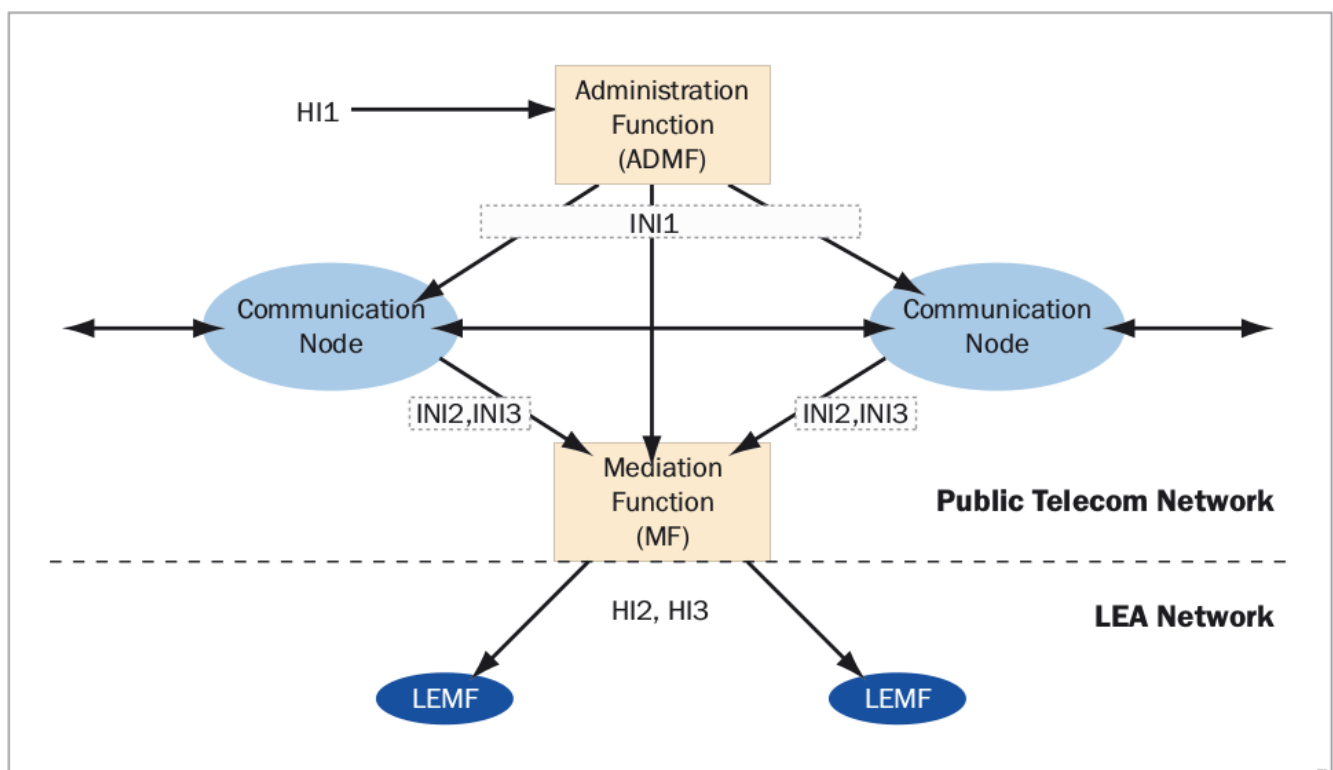 Administration
Function
(ADMF)
HI1
INI1
Communication
Node
Communication
Node
INI2,INI3
INI2,INI3
Mediation
Function
(MF)
Public Telecom Network
HI2, HI3
LEA Network
LEMF
LEMF